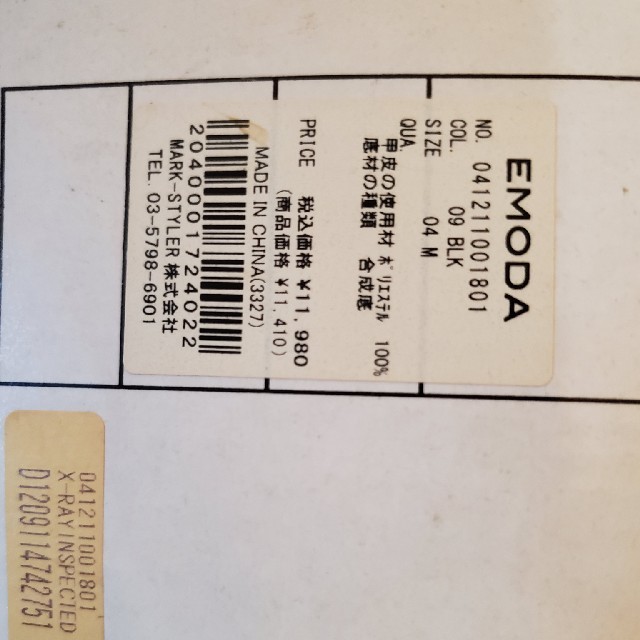 EMODA
NO. 041211001801
COL. 09 BLK
SIZE 04 M
QUA.
甲皮の使用材 ﾎﾟﾘｴｽﾃﾙ 100%
底材の種類 合成底
PRICE 税込価格 ¥11,980
(商品価格 ¥11,410)
MADE IN CHINA(3327)
2040001724022
MARK-STYLER 株式会社
TEL. 03-5798-6901
041211001801
X-RAY INSPECTED
D1209114742751